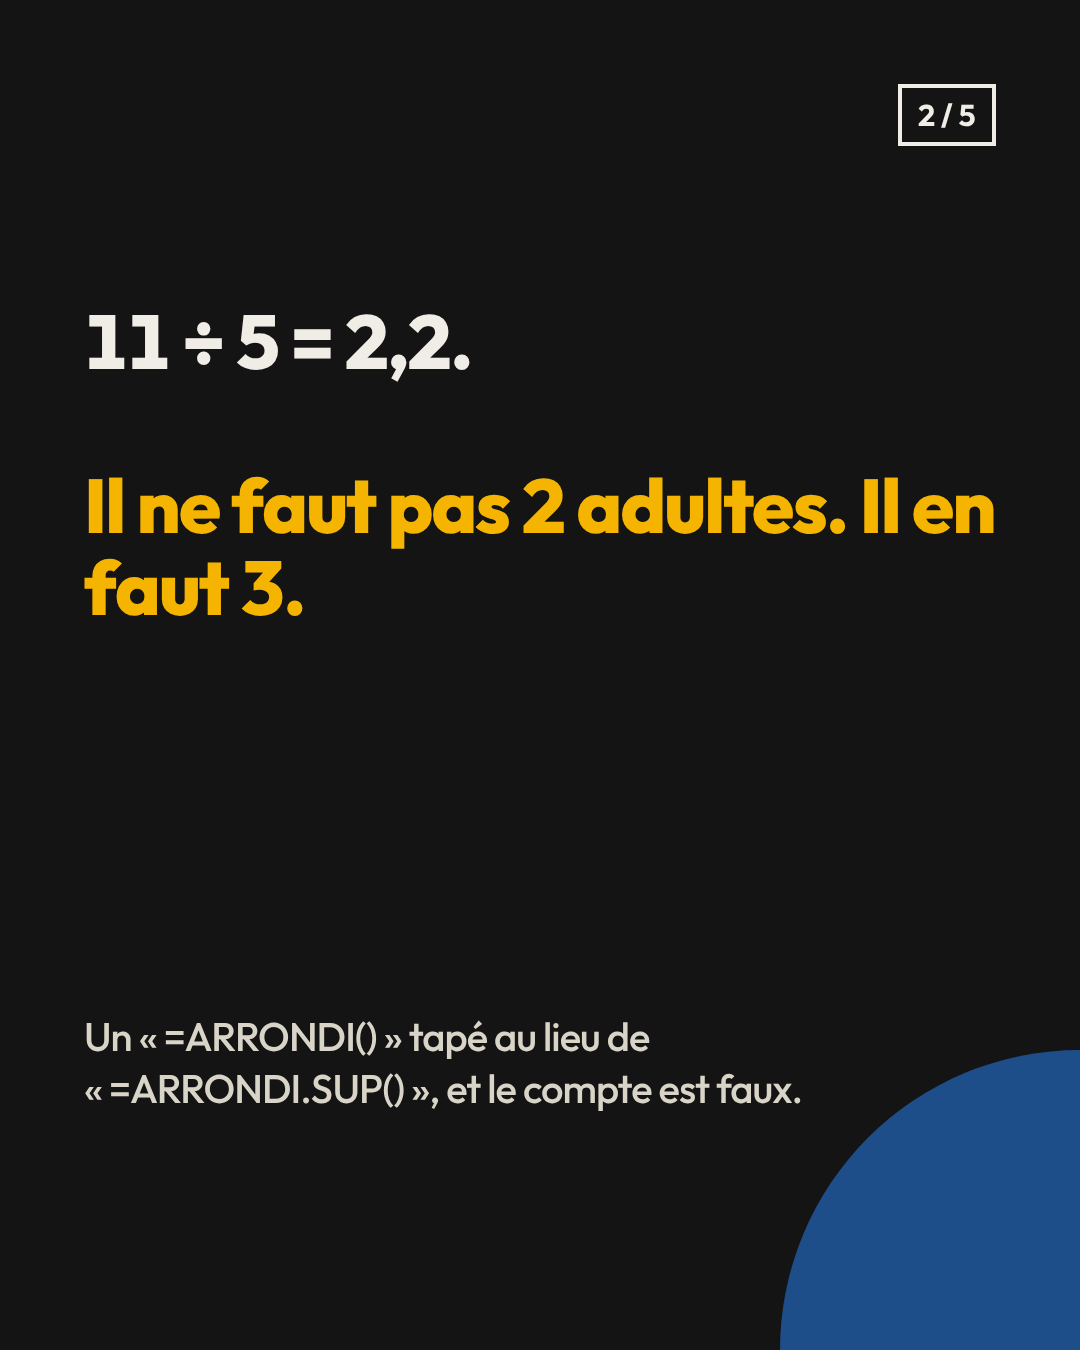 2 / 5
11 ÷ 5 = 2,2.
Il ne faut pas 2 adultes. Il en
faut 3.
Un « =ARRONDI() » tapé au lieu de
« =ARRONDI.SUP() », et le compte est faux.